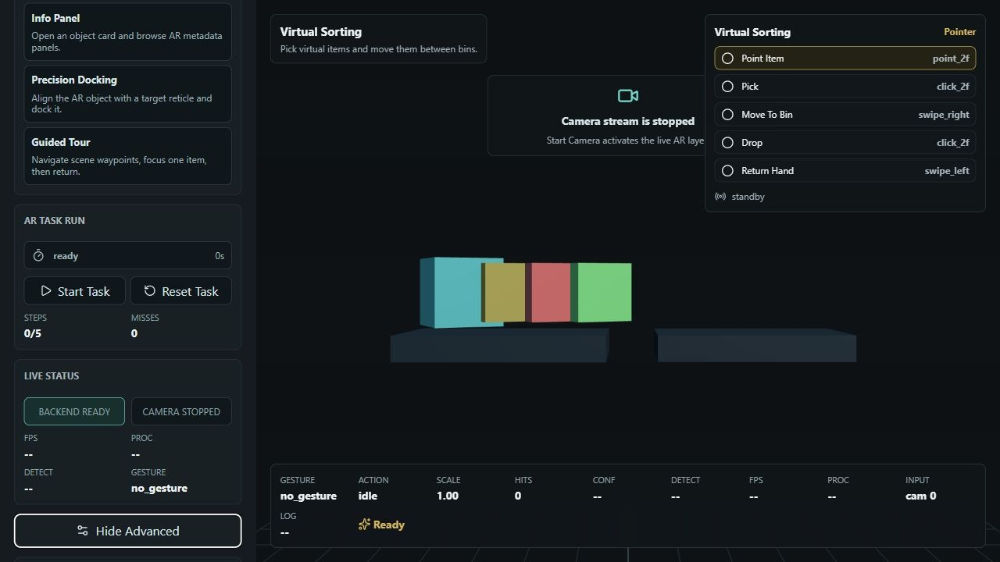 Info Panel
Open an object card and browse AR metadata
panels.
Precision Docking
Align the AR object with a target reticle and
dock it.
Guided Tour
Navigate scene waypoints, focus one item,
then return.
AR TASK RUN
ready 0s
Start Task Reset Task
STEPS MISSES
0/5 0
LIVE STATUS
BACKEND READY CAMERA STOPPED
FPS PROC
-- --
DETECT GESTURE
-- no_gesture
Hide Advanced
Virtual Sorting
Pick virtual items and move them between bins.
Camera stream is stopped
Start Camera activates the live AR laye
Virtual Sorting Pointer
Point Item point_2f
Pick click_2f
Move To Bin swipe_right
Drop click_2f
Return Hand swipe_left
standby
GESTURE ACTION SCALE HITS CONF DETECT FPS PROC INPUT
no_gesture idle 1.00 0 -- -- -- -- cam 0
LOG
-- Ready